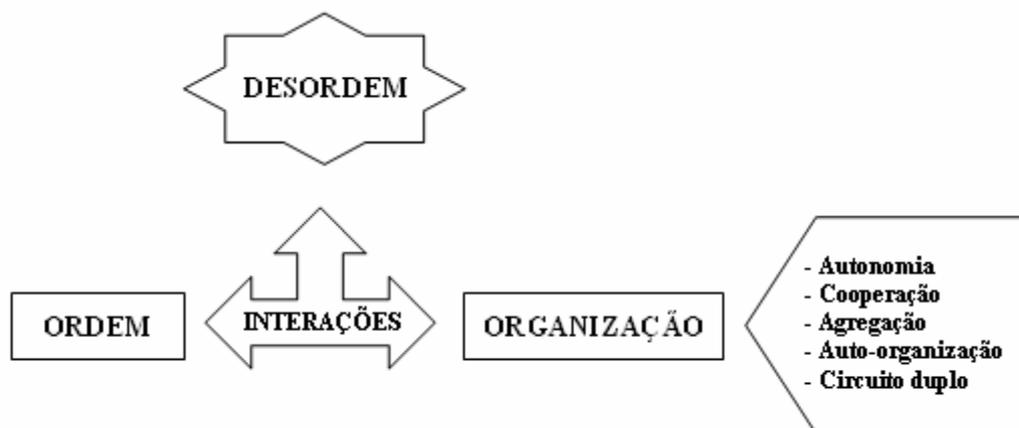 DESORDEM
ORDEM
INTERAÇÕES
ORGANIZAÇÃO
- Autonomia
- Cooperação
- Agregação
- Auto-organização
- Circuito duplo